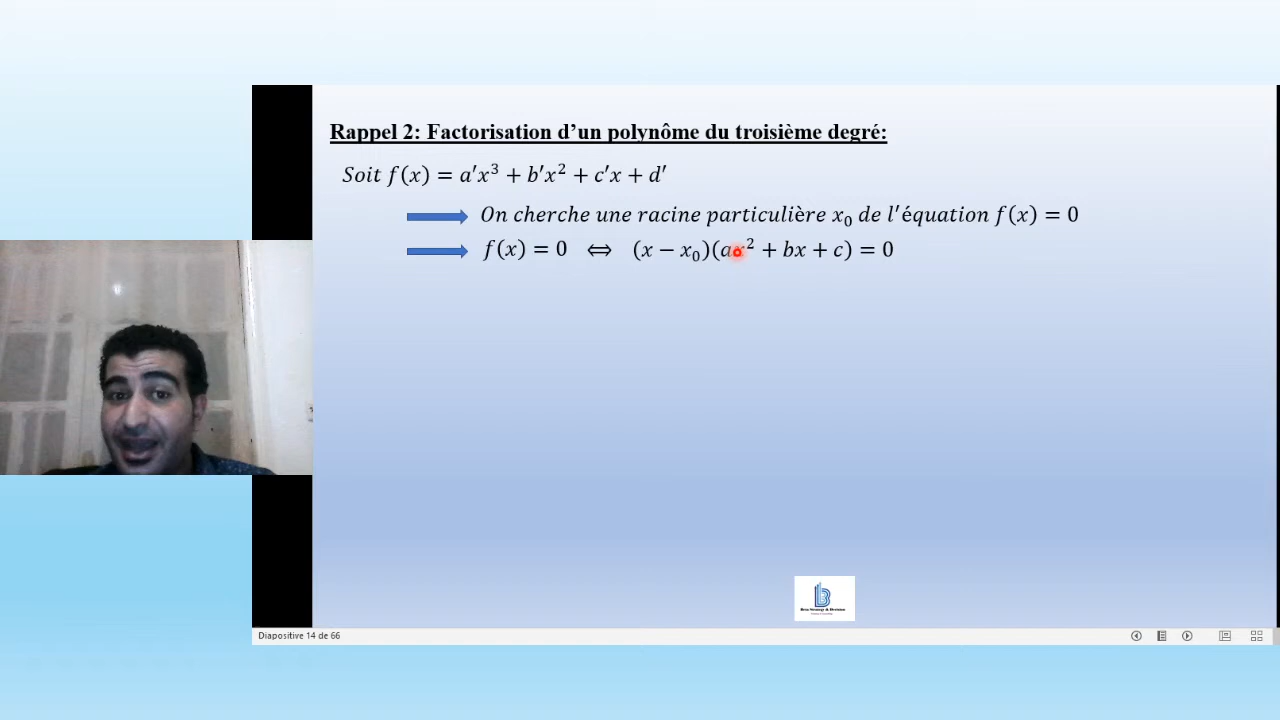 Rappel 2: Factorisation d'un polynôme du troisième degré:
Soit f(x) = a′x³ + b′x² + c′x + d′
On cherche une racine particulière x₀ de l′équation f(x) = 0
f(x) = 0 ⇔ (x − x₀)(ax² + bx + c) = 0
Diapositive 14 de 66